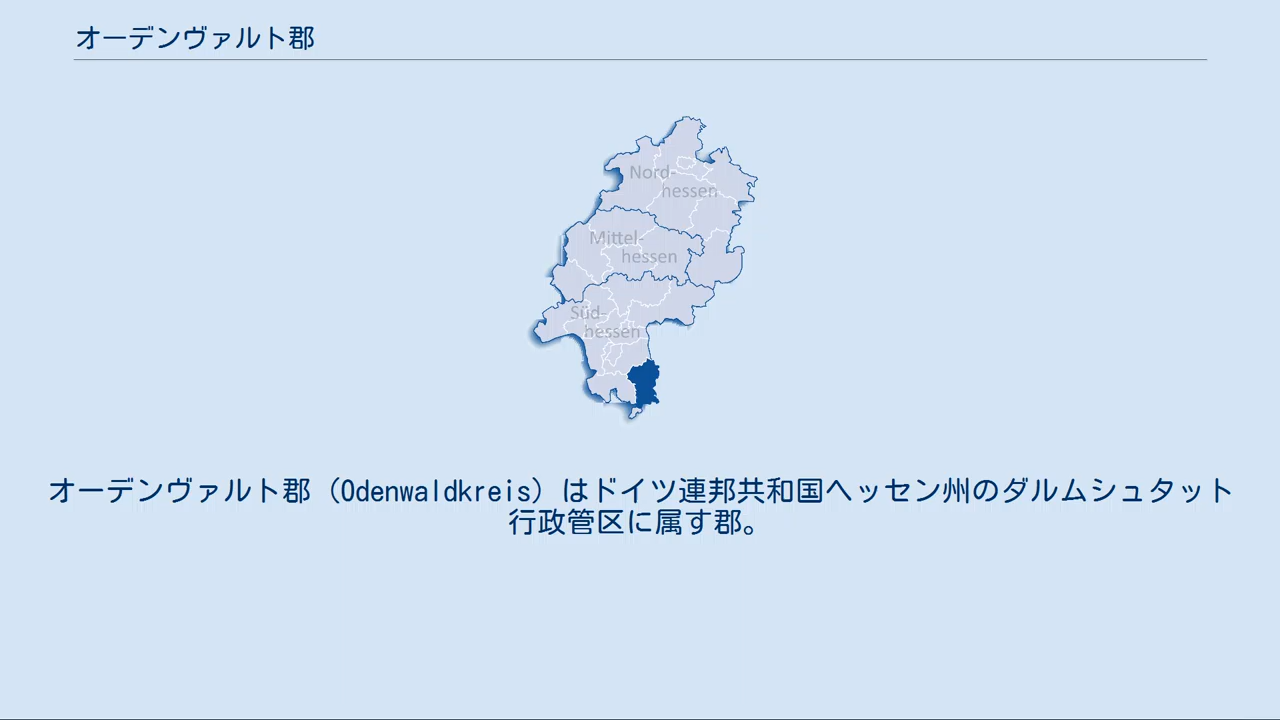 オーデンヴァルト郡
Nord-
hessen
Mittel-
hessen
Süd-
hessen
オーデンヴァルト郡（Odenwaldkreis）はドイツ連邦共和国ヘッセン州のダルムシュタット
行政管区に属す郡。